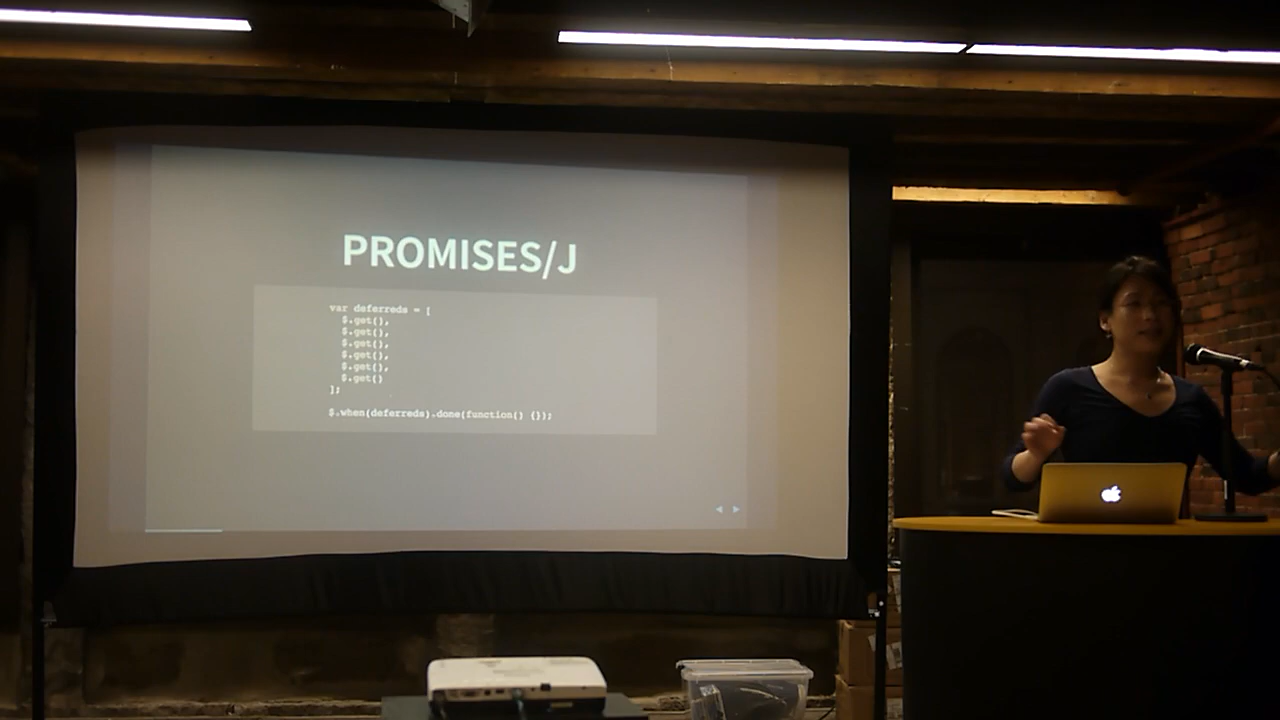 PROMISES/J
var deferreds = [
$.get(),
$.get(),
$.get(),
$.get(),
$.get(),
$.get()
];
$.when(deferreds).done(function() {});